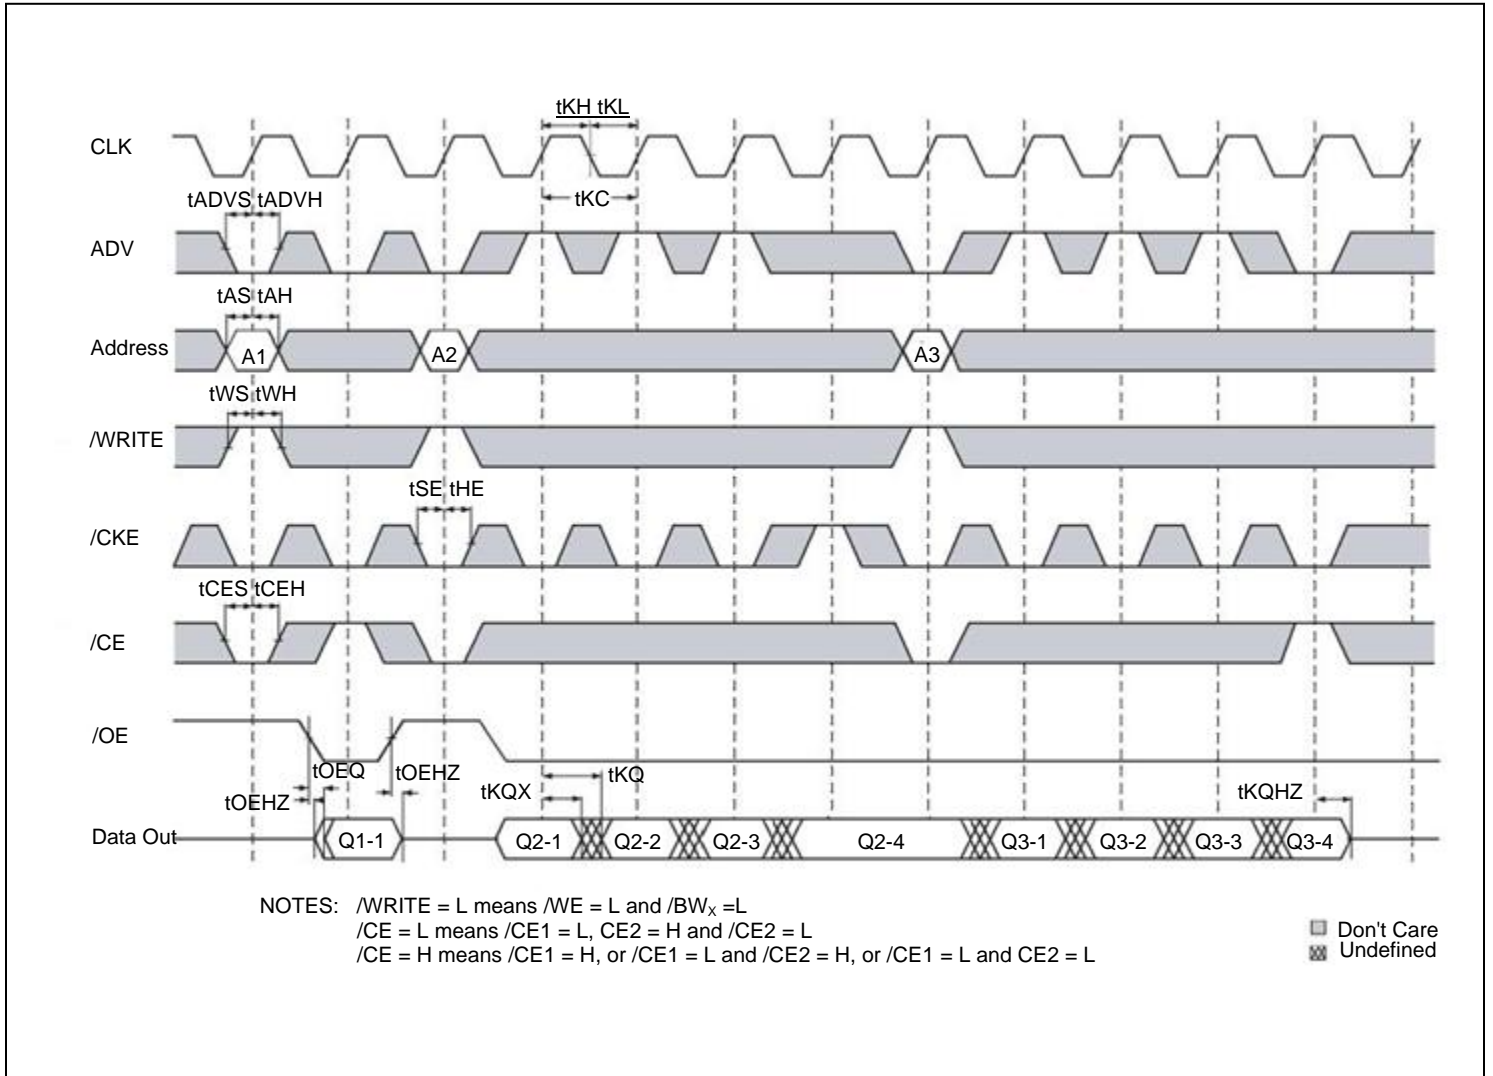 tKH tKL
CLK
tKC
tADVS tADVH
ADV
tAS tAH
Address
A1
A2
A3
tWS tWH
/WRITE
tSE tHE
/CKE
tCES tCEH
/CE
/OE
tOEQ
tOEHZ
tKQ
tOEHZ
tKQX
tKQHZ
Data Out
Q1-1
Q2-1
Q2-2
Q2-3
Q2-4
Q3-1
Q3-2
Q3-3
Q3-4
NOTES: /WRITE = L means /WE = L and /BWX =L
/CE = L means /CE1 = L, CE2 = H and /CE2 = L
/CE = H means /CE1 = H, or /CE1 = L and /CE2 = H, or /CE1 = L and CE2 = L
Don't Care
Undefined